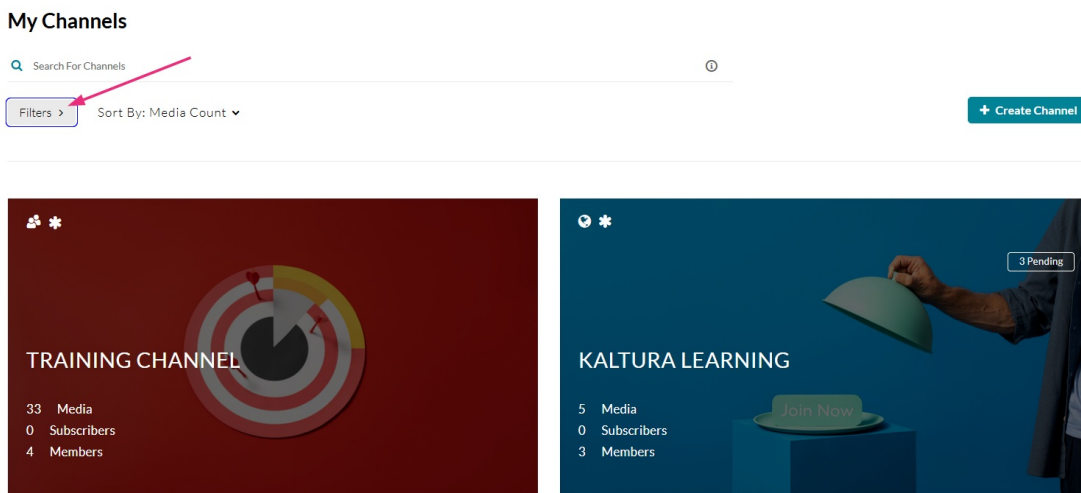 My Channels
Search For Channels
Filters
Sort By: Media Count
+ Create Channel
3 Pending
TRAINING CHANNEL
33 Media
0 Subscribers
4 Members
KALTURA LEARNING
5 Media
0 Subscribers
3 Members
Join Now